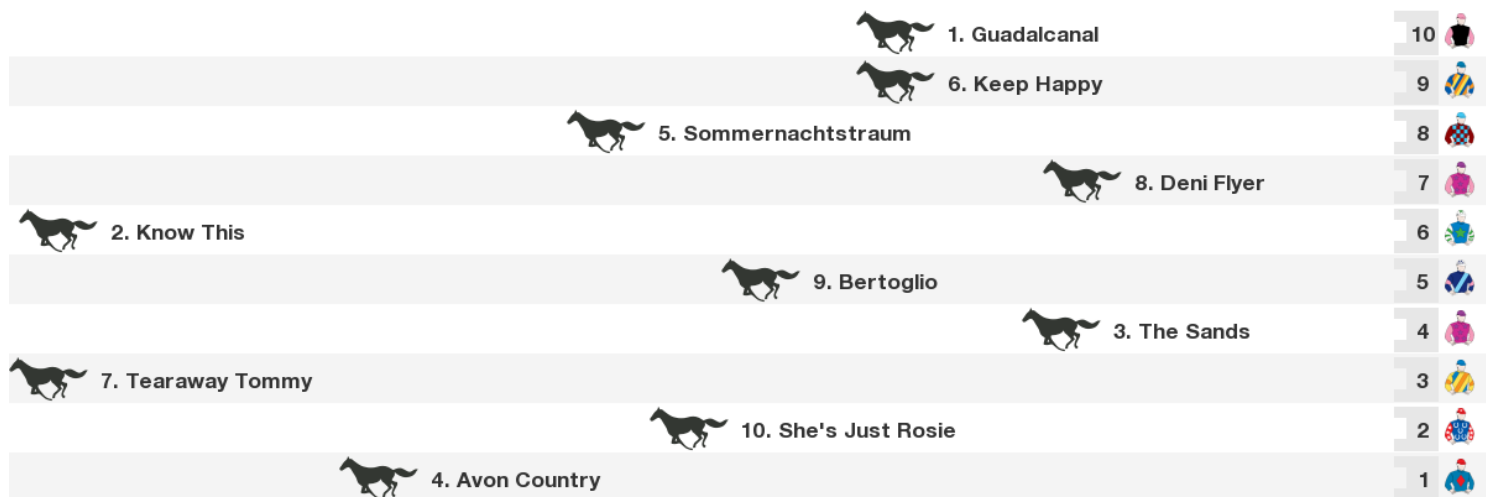 1. Guadalcanal 10
6. Keep Happy 9
5. Sommernachtstraum 8
8. Deni Flyer 7
2. Know This 6
9. Bertoglio 5
3. The Sands 4
7. Tearaway Tommy 3
10. She's Just Rosie 2
4. Avon Country 1